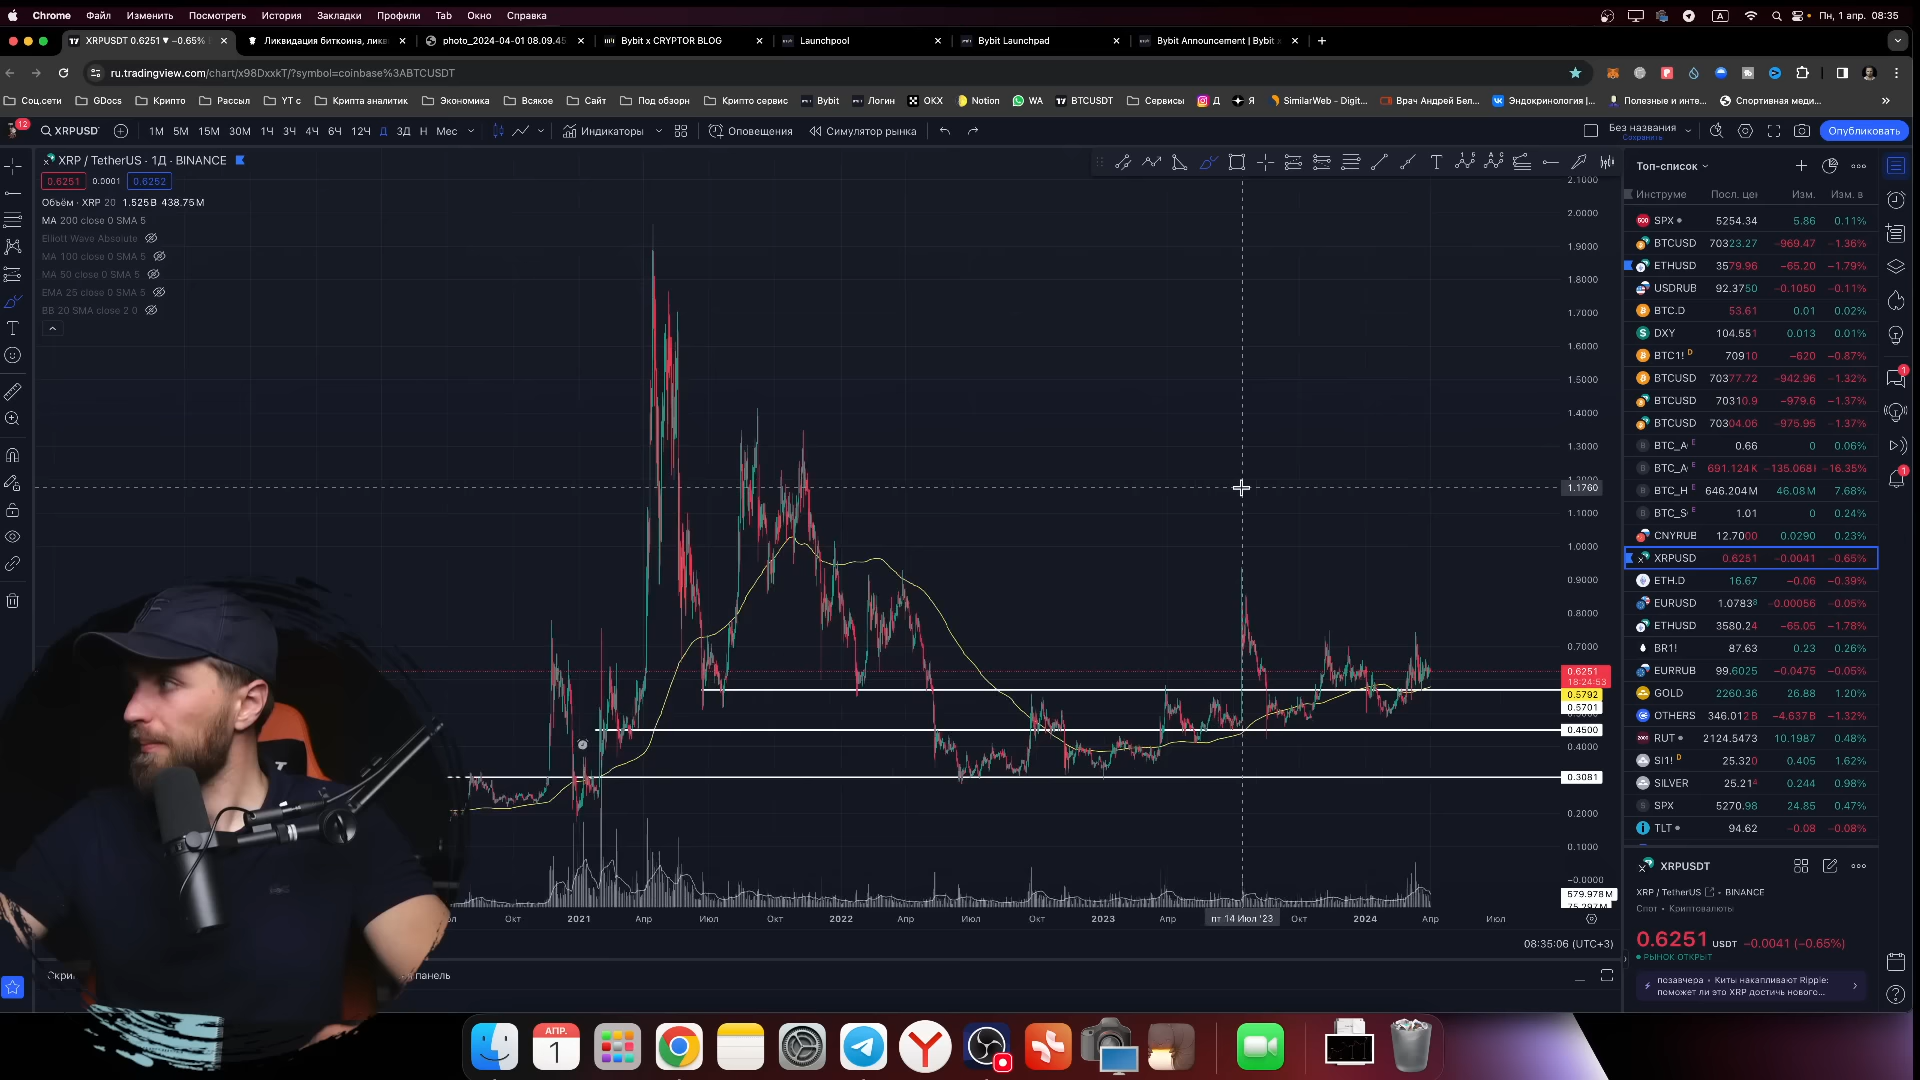 Chrome Файл Изменить Посмотреть История Закладки Профили Tab Окно Справка
A Пн, 1 апр. 08:35
XRPUSDT 0.6251 ▼ −0.65%
Ликвидация биткоина, лик
photo_2024-04-01 08.09.45
Bybit x CRYPTOR BLOG
Launchpool
Bybit Launchpad
Bybit Announcement | Bybit x
ru.tradingview.com/chart/x98DxxkT/?symbol=coinbase%3ABTCUSDT
Соц.сети GDocs Крипто Рассыл YT с Крипта аналитик Экономика Всякое Сайт Под обзорн Крипто сервис Bybit Логин OKX Notion WA BTCUSDT Сервисы Д Я SimilarWeb - Digit... Врач Андрей Бел... Эндокринология |... Полезные и инте... Спортивная меди...
12
XRPUSD 1М 5М 15М 30М 1Ч 3Ч 4Ч 6Ч 12Ч Д 3Д Н Мес Индикаторы Оповещения Симулятор рынка Без названия Опубликовать
Сохранить
XRP / TetherUS · 1Д · BINANCE
0.6251 0.0001 0.6252
Объём · XRP 20 1.525B 438.75M
MA 200 close 0 SMA 5
Elliott Wave Absolute
MA 100 close 0 SMA 5
MA 50 close 0 SMA 5
EMA 25 close 0 SMA 5
BB 20 SMA close 2 0
2.1000
2.0000
1.9000
1.8000
1.7000
1.6000
1.5000
1.4000
1.3000
1.1760
1.1000
1.0000
0.9000
0.8000
0.7000
0.6251
18:24:53
0.5792
0.5701
0.4500
0.4000
0.3081
0.2000
0.1000
−0.0000
579.978M
75.297M
Окт 2021 Апр Июл Окт 2022 Апр Июл Окт 2023 Апр пт 14 Июл '23 Окт 2024 Апр Июл
08:35:06 (UTC+3)
Скри
панель
Топ-список
Инструме Посл. цен Изм. Изм. в
SPX 5254.34 5.86 0.11%
BTCUSD 70323.27 −969.47 −1.36%
ETHUSD 3579.96 −65.20 −1.79%
USDRUB 92.3750 −0.1050 −0.11%
BTC.D 53.61 0.01 0.02%
DXY 104.551 0.013 0.01%
BTC1! D 70910 −620 −0.87%
BTCUSD 70377.72 −942.96 −1.32%
BTCUSD 70310.9 −979.6 −1.37%
BTCUSD 70304.06 −975.96 −1.37%
BTC_A E 0.66 0 0.06%
BTC_A E 691.124K −135.068K −16.35%
BTC_H E 646.204M 46.08M 7.68%
BTC_S E 1.01 0 0.24%
CNYRUB 12.7000 0.0290 0.23%
XRPUSD 0.6251 −0.0041 −0.65%
ETH.D 16.67 −0.06 −0.39%
EURUSD 1.07838 −0.00056 −0.05%
ETHUSD 3580.24 −65.05 −1.78%
BR1! 87.63 0.23 0.26%
EURRUB 99.6025 −0.0475 −0.05%
GOLD 2260.36 26.88 1.20%
OTHERS 346.012B −4.637B −1.32%
RUT 2124.5473 10.1987 0.48%
SI1! D 25.320 0.405 1.62%
SILVER 25.214 0.244 0.98%
SPX 5270.98 24.85 0.47%
TLT 94.62 −0.08 −0.08%
XRPUSDT
XRP / TetherUS • BINANCE
Спот • Криптовалюты
0.6251 USDT −0.0041 (−0.65%)
РЫНОК ОТКРЫТ
позавчера • Киты накапливают Ripple:
поможет ли это XRP достичь нового...
АПР.
1